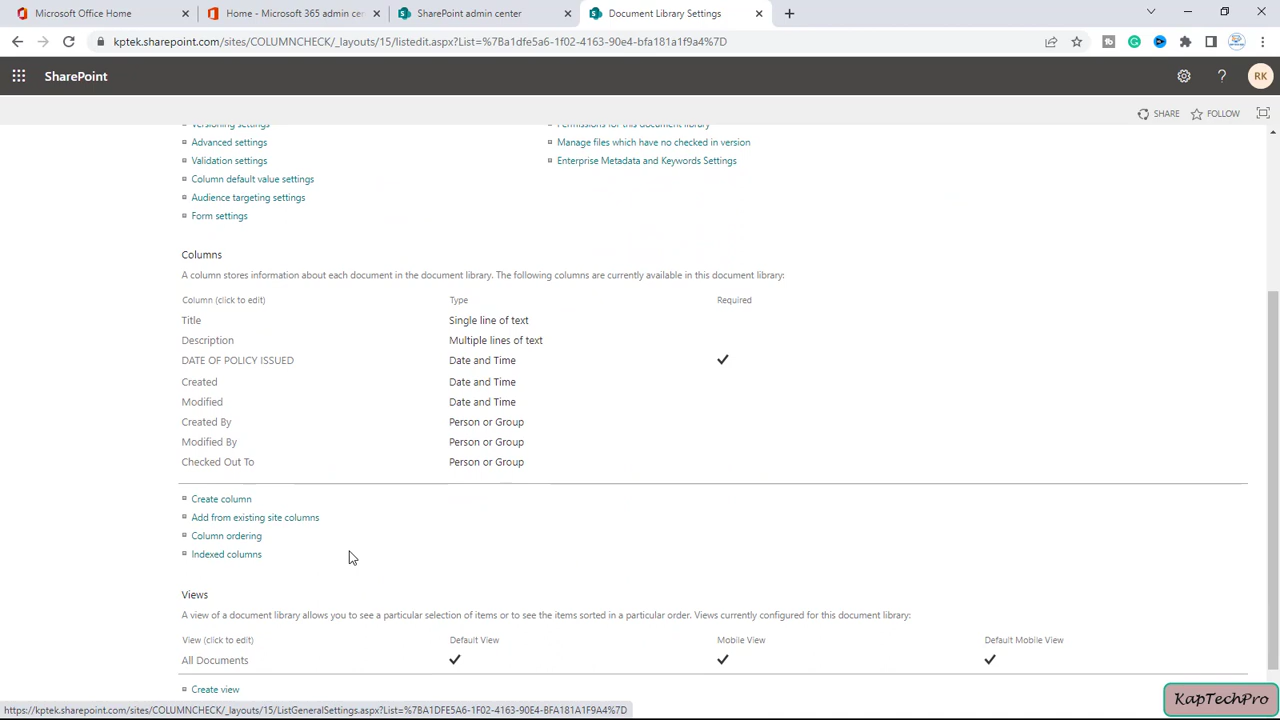 Microsoft Office Home
Home - Microsoft 365 admin cer
SharePoint admin center
Document Library Settings
kptek.sharepoint.com/sites/COLUMNCHECK/_layouts/15/listedit.aspx?List=%7Ba1dfe5a6-1f02-4163-90e4-bfa181a1f9a4%7D
SharePoint
RK
SHARE
FOLLOW
Versioning settings
Permissions for this document library
Advanced settings
Manage files which have no checked in version
Validation settings
Enterprise Metadata and Keywords Settings
Column default value settings
Audience targeting settings
Form settings
Columns
A column stores information about each document in the document library. The following columns are currently available in this document library:
Column (click to edit) Type Required
Title Single line of text
Description Multiple lines of text
DATE OF POLICY ISSUED Date and Time
Created Date and Time
Modified Date and Time
Created By Person or Group
Modified By Person or Group
Checked Out To Person or Group
Create column
Add from existing site columns
Column ordering
Indexed columns
Views
A view of a document library allows you to see a particular selection of items or to see the items sorted in a particular order. Views currently configured for this document library:
View (click to edit) Default View Mobile View Default Mobile View
All Documents
Create view
https://kptek.sharepoint.com/sites/COLUMNCHECK/_layouts/15/ListGeneralSettings.aspx?List=%7BA1DFE5A6-1F02-4163-90E4-BFA181A1F9A4%7D
KapTechPro